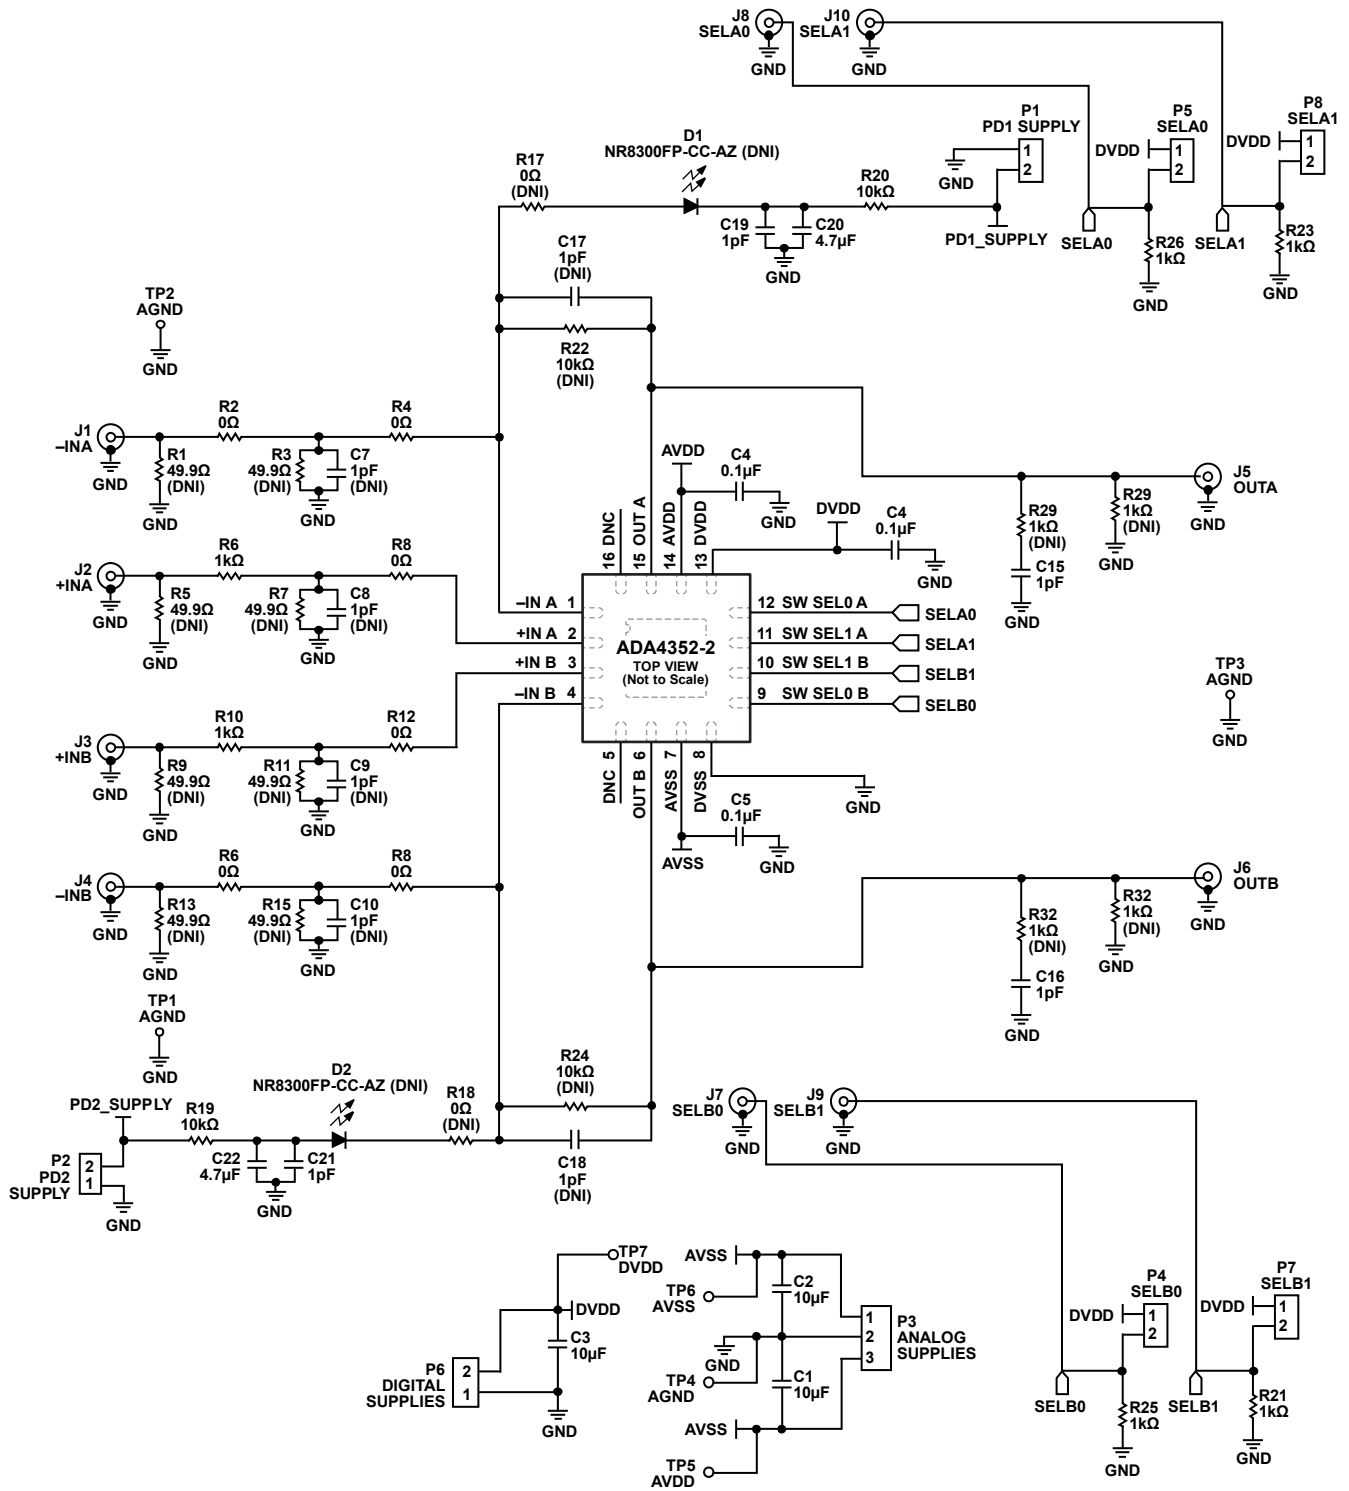 J8
SELA0
GND
J10
SELA1
GND
P1
PD1 SUPPLY
1
2
GND
PD1_SUPPLY
P5
SELA0
DVDD
1
2
SELA0
R26
1kΩ
GND
P8
SELA1
DVDD
1
2
SELA1
R23
1kΩ
GND
D1
NR8300FP-CC-AZ (DNI)
R17
0Ω
(DNI)
R20
10kΩ
C19
1pF
C20
4.7µF
GND
C17
1pF
(DNI)
R22
10kΩ
(DNI)
TP2
AGND
GND
J1
–INA
GND
R2
0Ω
R4
0Ω
R1
49.9Ω
(DNI)
GND
R3
49.9Ω
(DNI)
C7
1pF
(DNI)
GND
J2
+INA
GND
R6
1kΩ
R8
0Ω
R5
49.9Ω
(DNI)
GND
R7
49.9Ω
(DNI)
C8
1pF
(DNI)
GND
J3
+INB
GND
R10
1kΩ
R12
0Ω
R9
49.9Ω
(DNI)
GND
R11
49.9Ω
(DNI)
C9
1pF
(DNI)
GND
J4
–INB
GND
R6
0Ω
R8
0Ω
R13
49.9Ω
(DNI)
GND
R15
49.9Ω
(DNI)
C10
1pF
(DNI)
GND
TP1
AGND
GND
AVDD
C4
0.1µF
GND
DVDD
C4
0.1µF
GND
16 DNC
15 OUT A
14 AVDD
13 DVDD
–IN A 1
+IN A 2
+IN B 3
–IN B 4
ADA4352-2
TOP VIEW
(Not to Scale)
12 SW SEL0 A
11 SW SEL1 A
10 SW SEL1 B
9 SW SEL0 B
SELA0
SELA1
SELB1
SELB0
DNC 5
OUT B 6
AVSS 7
DVSS 8
GND
C5
0.1µF
GND
AVSS
J5
OUTA
GND
R29
1kΩ
(DNI)
C15
1pF
GND
R29
1kΩ
(DNI)
GND
TP3
AGND
GND
J6
OUTB
GND
R32
1kΩ
(DNI)
C16
1pF
GND
R32
1kΩ
(DNI)
GND
D2
NR8300FP-CC-AZ (DNI)
PD2_SUPPLY
R19
10kΩ
R18
0Ω
(DNI)
R24
10kΩ
(DNI)
C18
1pF
(DNI)
P2
PD2
SUPPLY
2
1
GND
C22
4.7µF
C21
1pF
GND
J7
SELB0
GND
J9
SELB1
GND
TP7
DVDD
DVDD
C3
10µF
P6
DIGITAL
SUPPLIES
2
1
GND
AVSS
TP6
AVSS
C2
10µF
GND
TP4
AGND
C1
10µF
AVSS
TP5
AVDD
P3
ANALOG
SUPPLIES
1
2
3
P4
SELB0
DVDD
1
2
SELB0
R25
1kΩ
GND
P7
SELB1
DVDD
1
2
SELB1
R21
1kΩ
GND